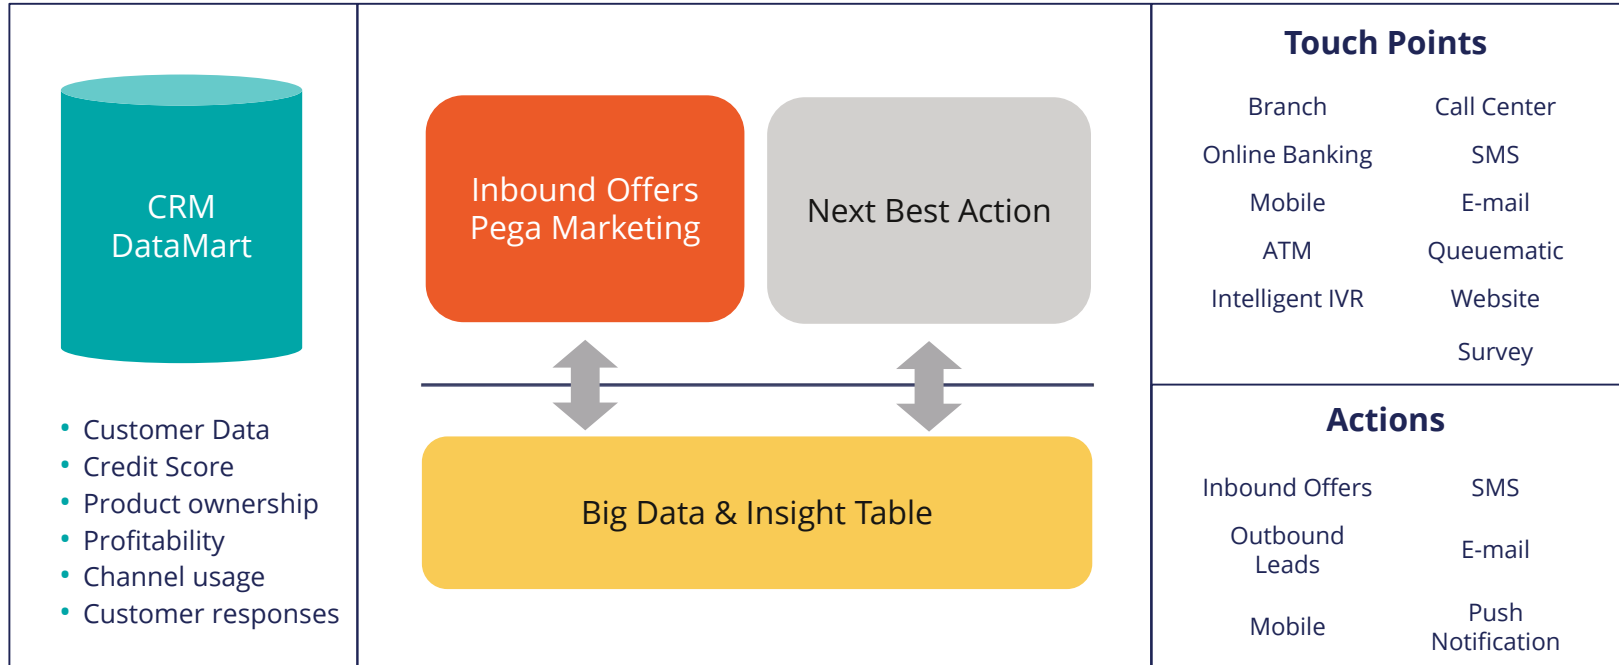 CRM
DataMart
• Customer Data
• Credit Score
• Product ownership
• Profitability
• Channel usage
• Customer responses
Inbound Offers
Pega Marketing
Next Best Action
Big Data & Insight Table
Touch Points
Branch
Call Center
Online Banking
SMS
Mobile
E-mail
ATM
Queuematic
Intelligent IVR
Website
Survey
Actions
Inbound Offers
SMS
Outbound
Leads
E-mail
Mobile
Push
Notification